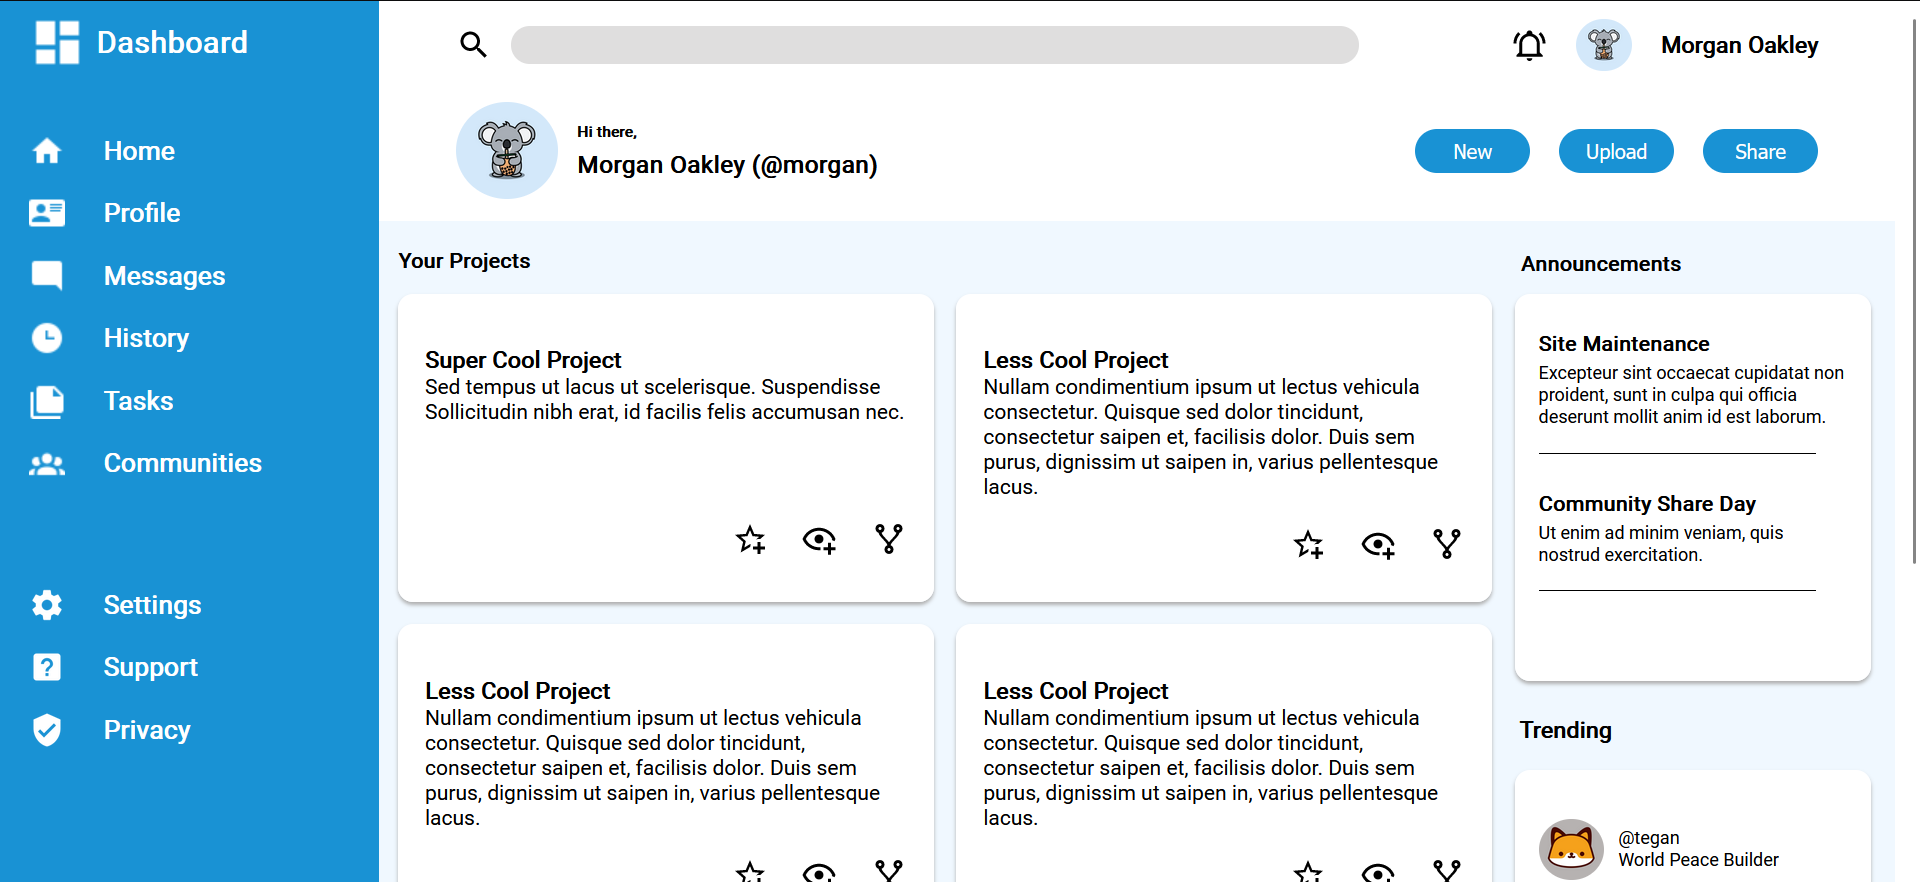 Dashboard
Home
Profile
Messages
History
Tasks
Communities
Settings
Support
Privacy
Morgan Oakley
Hi there,
Morgan Oakley (@morgan)
New
Upload
Share
Your Projects
Super Cool Project
Sed tempus ut lacus ut scelerisque. Suspendisse
Sollicitudin nibh erat, id facilis felis accumusan nec.
Less Cool Project
Nullam condimentium ipsum ut lectus vehicula
consectetur. Quisque sed dolor tincidunt,
consectetur saipen et, facilisis dolor. Duis sem
purus, dignissim ut saipen in, varius pellentesque
lacus.
Less Cool Project
Nullam condimentium ipsum ut lectus vehicula
consectetur. Quisque sed dolor tincidunt,
consectetur saipen et, facilisis dolor. Duis sem
purus, dignissim ut saipen in, varius pellentesque
lacus.
Less Cool Project
Nullam condimentium ipsum ut lectus vehicula
consectetur. Quisque sed dolor tincidunt,
consectetur saipen et, facilisis dolor. Duis sem
purus, dignissim ut saipen in, varius pellentesque
lacus.
Announcements
Site Maintenance
Excepteur sint occaecat cupidatat non
proident, sunt in culpa qui officia
deserunt mollit anim id est laborum.
Community Share Day
Ut enim ad minim veniam, quis
nostrud exercitation.
Trending
@tegan
World Peace Builder